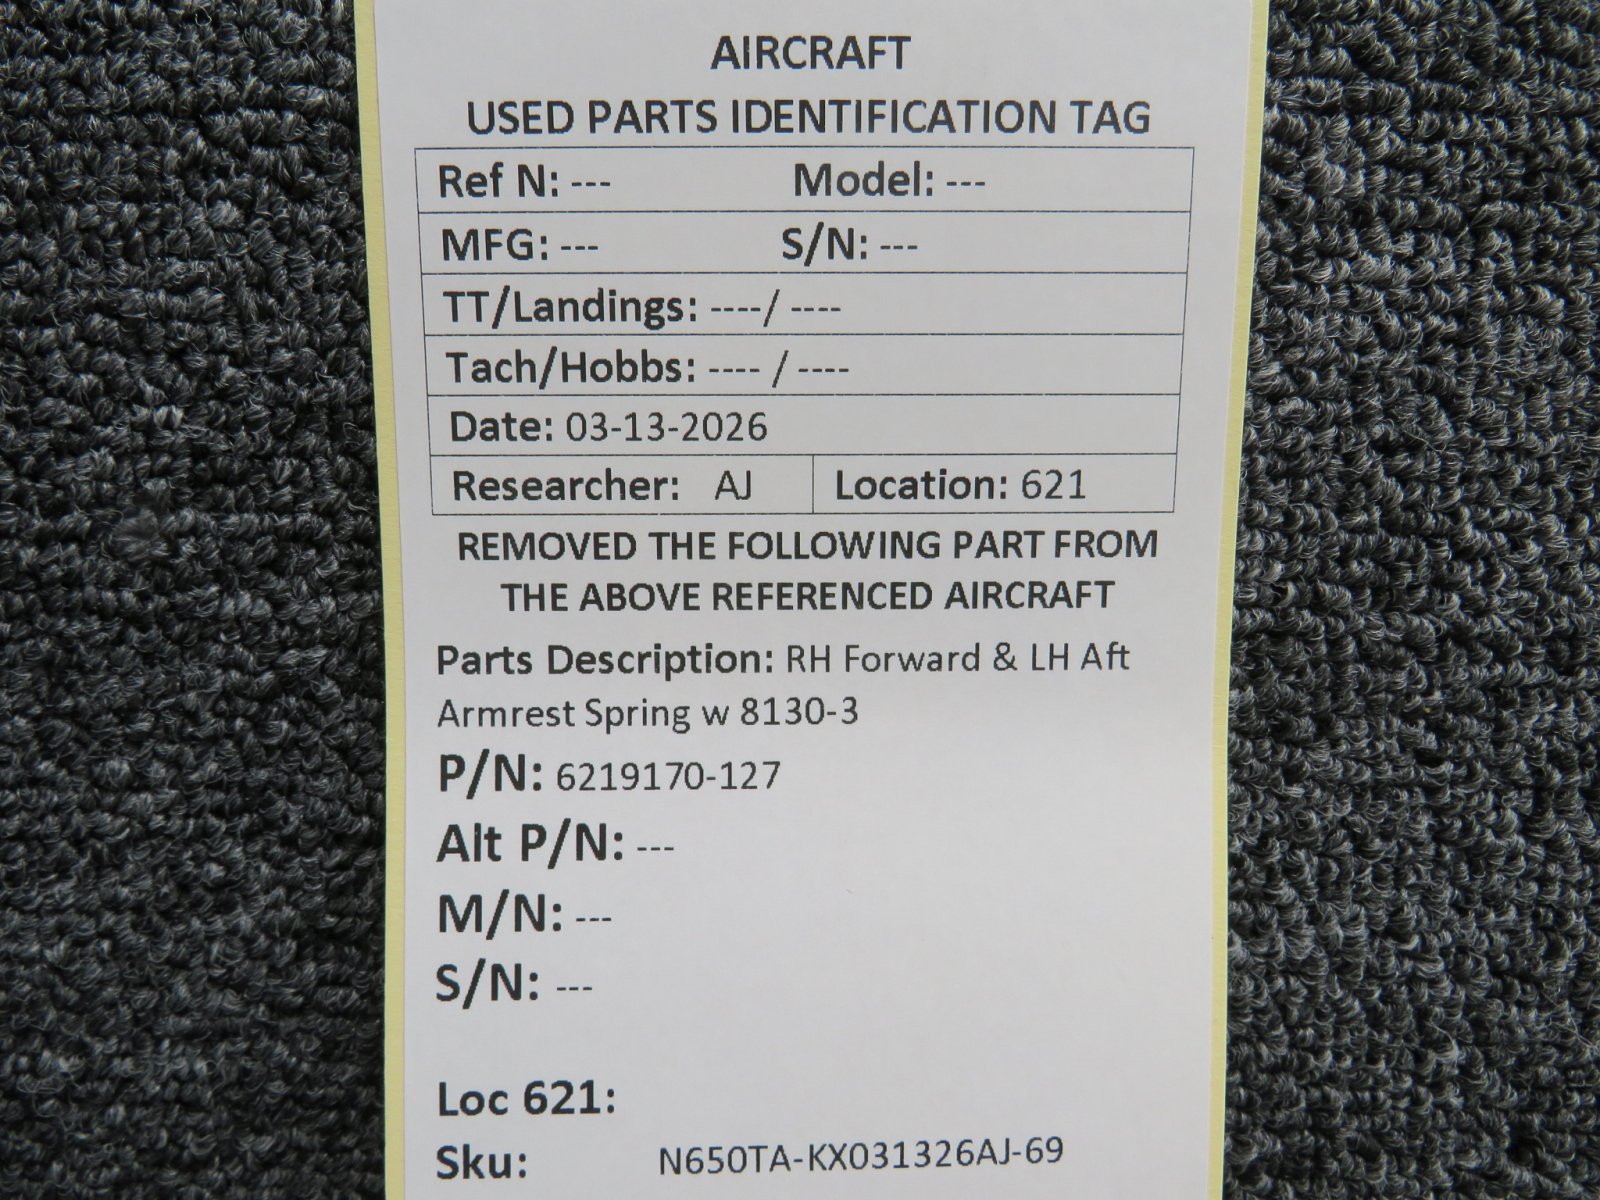 AIRCRAFT
USED PARTS IDENTIFICATION TAG
Ref N: --- Model: ---
MFG: --- S/N: ---
TT/Landings: ----/ ----
Tach/Hobbs: ---- / ----
Date: 03-13-2026
Researcher: AJ Location: 621
REMOVED THE FOLLOWING PART FROM
THE ABOVE REFERENCED AIRCRAFT
Parts Description: RH Forward & LH Aft
Armrest Spring w 8130-3
P/N: 6219170-127
Alt P/N: ---
M/N: ---
S/N: ---
Loc 621:
Sku: N650TA-KX031326AJ-69